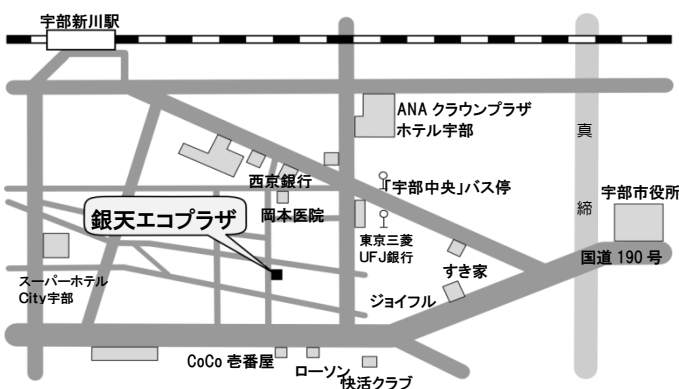 宇部新川駅
ANA クラウンプラザ
ホテル宇部
真
締
西京銀行
「宇部中央」バス停
宇部市役所
岡本医院
銀天エコプラザ
東京三菱
UFJ銀行
国道 190 号
すき家
スーパーホテル
City宇部
ジョイフル
CoCo 壱番屋
ローソン
快活クラブ